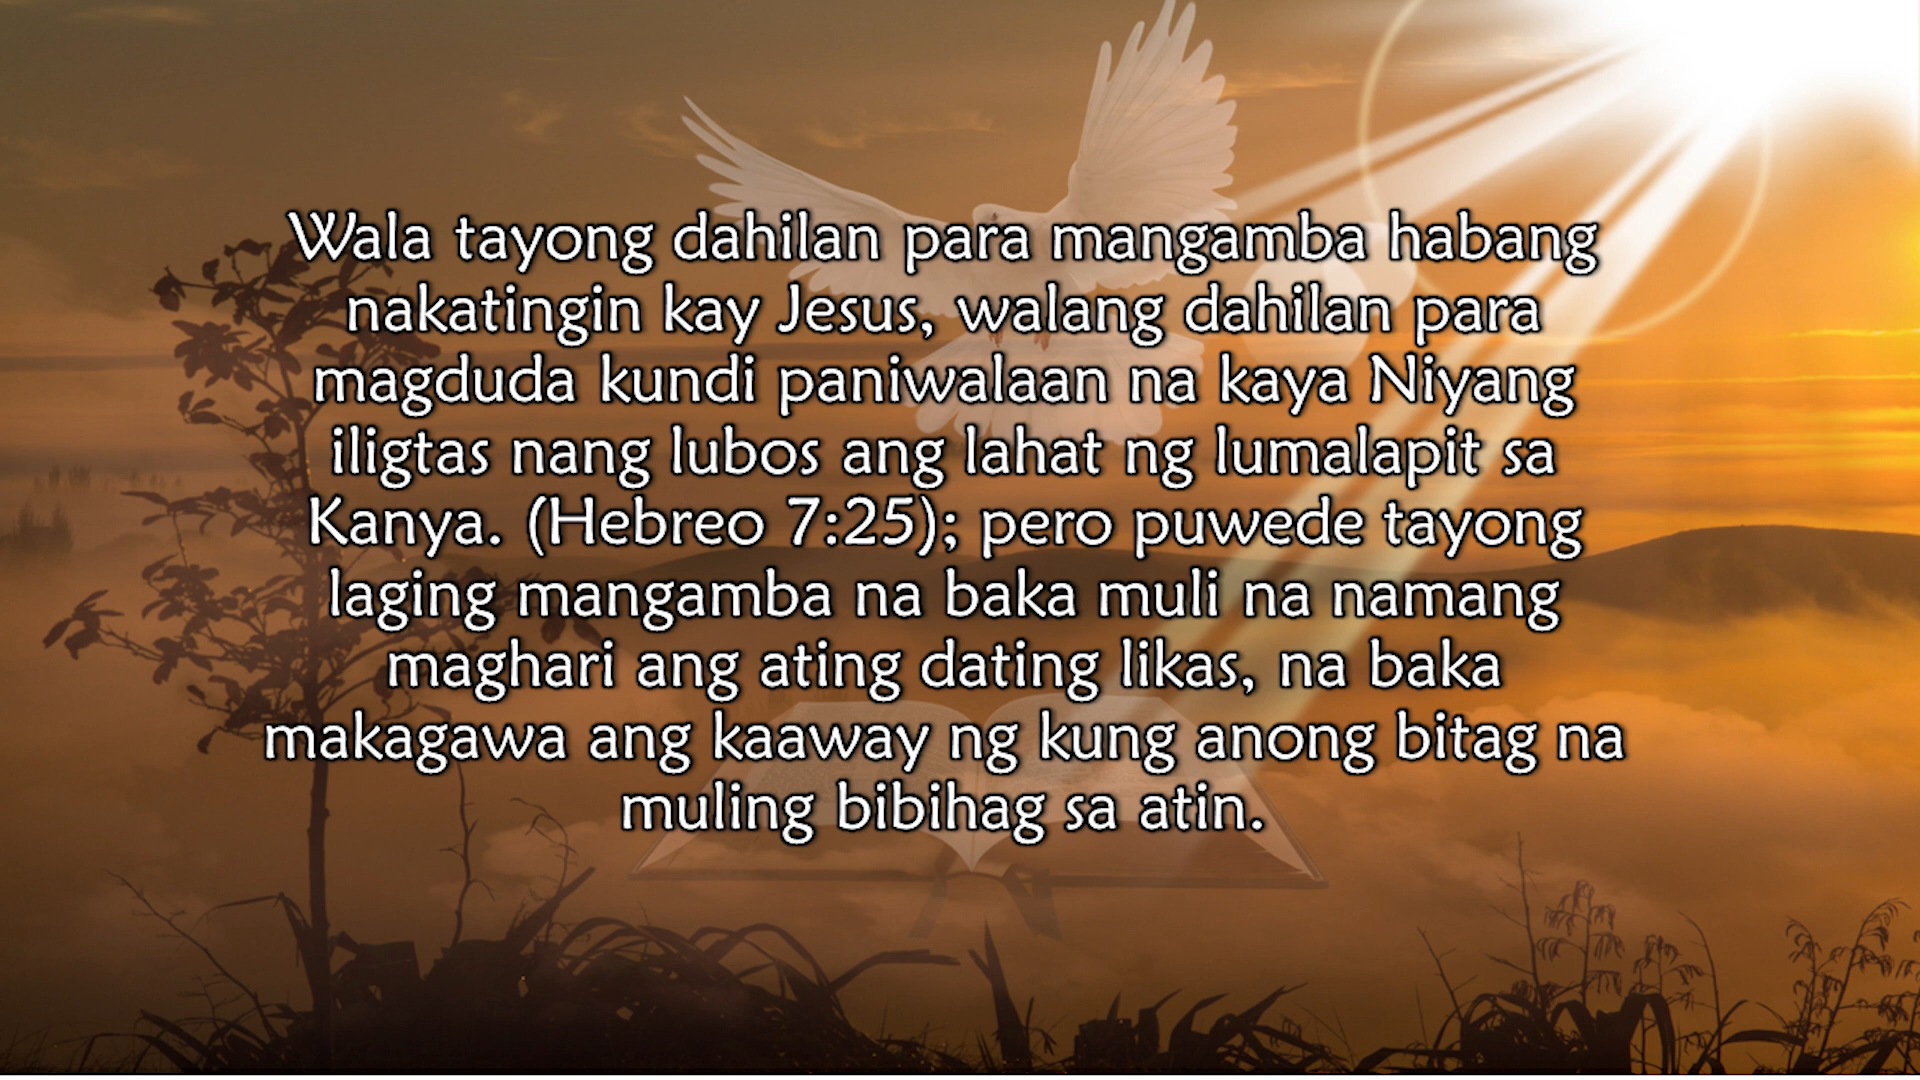 Wala tayong dahilan para mangamba habang
nakatingin kay Jesus, walang dahilan para
magduda kundi paniwalaan na kaya Niyang
iligtas nang lubos ang lahat ng lumalapit sa
Kanya. (Hebreo 7:25); pero puwede tayong
laging mangamba na baka muli na namang
maghari ang ating dating likas, na baka
makagawa ang kaaway ng kung anong bitag na
muling bibihag sa atin.